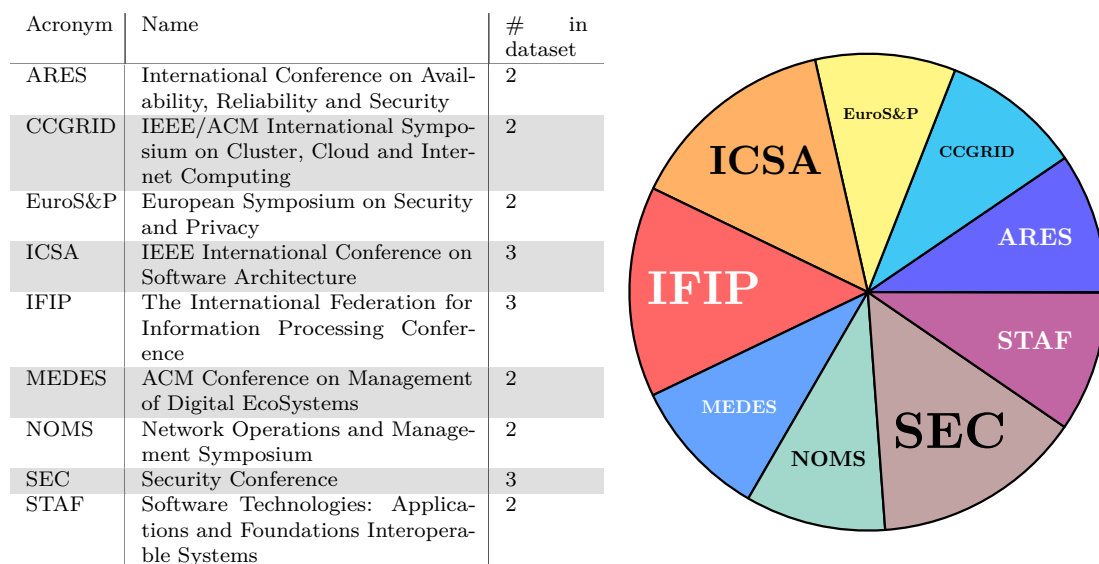 Acronym Name # in
dataset
ARES International Conference on Avail- 2
ability, Reliability and Security
CCGRID IEEE/ACM International Sympo- 2
sium on Cluster, Cloud and Inter-
net Computing
EuroS&P European Symposium on Security 2
and Privacy
ICSA IEEE International Conference on 3
Software Architecture
IFIP The International Federation for 3
Information Processing Confer-
ence
MEDES ACM Conference on Management 2
of Digital EcoSystems
NOMS Network Operations and Manage- 2
ment Symposium
SEC Security Conference 3
STAF Software Technologies: Applica- 2
tions and Foundations Interopera-
ble Systems
EuroS&P
CCGRID
ICSA
ARES
IFIP
STAF
MEDES
SEC
NOMS